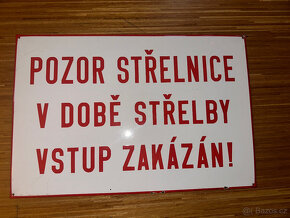 POZOR STŘELNICE
V DOBĚ STŘELBY
VSTUP ZAKÁZÁN!